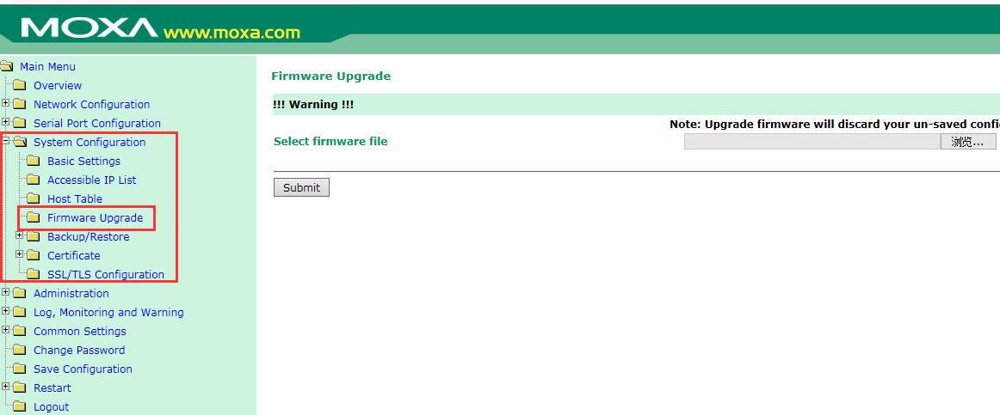 MOXA www.moxa.com
Main Menu
Overview
Network Configuration
Serial Port Configuration
System Configuration
Basic Settings
Accessible IP List
Host Table
Firmware Upgrade
Backup/Restore
Certificate
SSL/TLS Configuration
Administration
Log, Monitoring and Warning
Common Settings
Change Password
Save Configuration
Restart
Logout
Firmware Upgrade
!!! Warning !!!
Note: Upgrade firmware will discard your un-saved confi
Select firmware file
浏览...
Submit